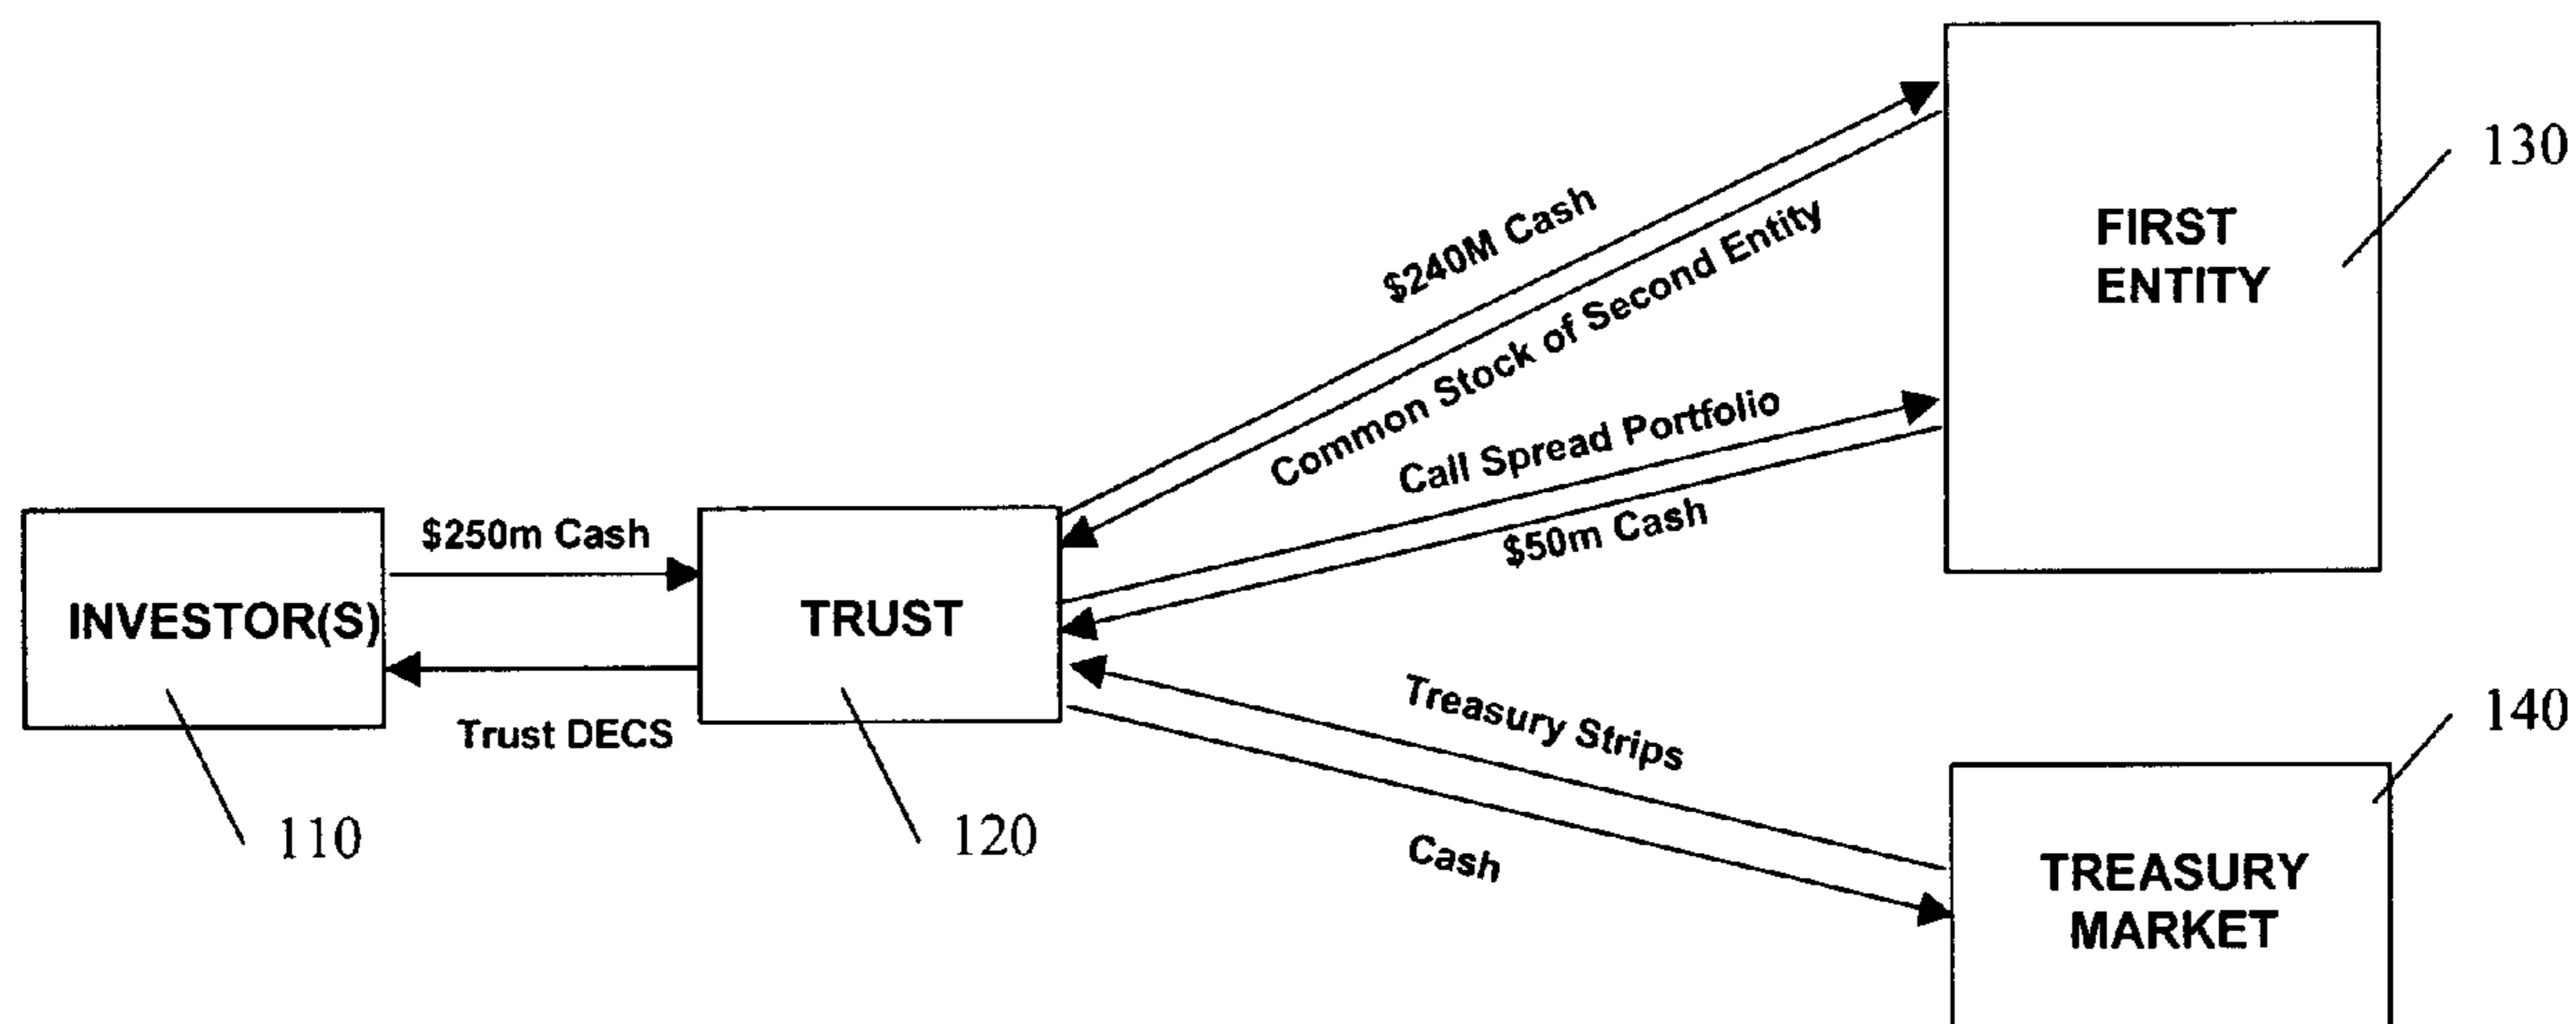 130
FIRST
ENTITY
$240M Cash
Common Stock of Second Entity
Call Spread Portfolio
$50m Cash
$250m Cash
INVESTOR(S)
TRUST
Trust DECS
110
120
Treasury Strips
Cash
140
TREASURY
MARKET